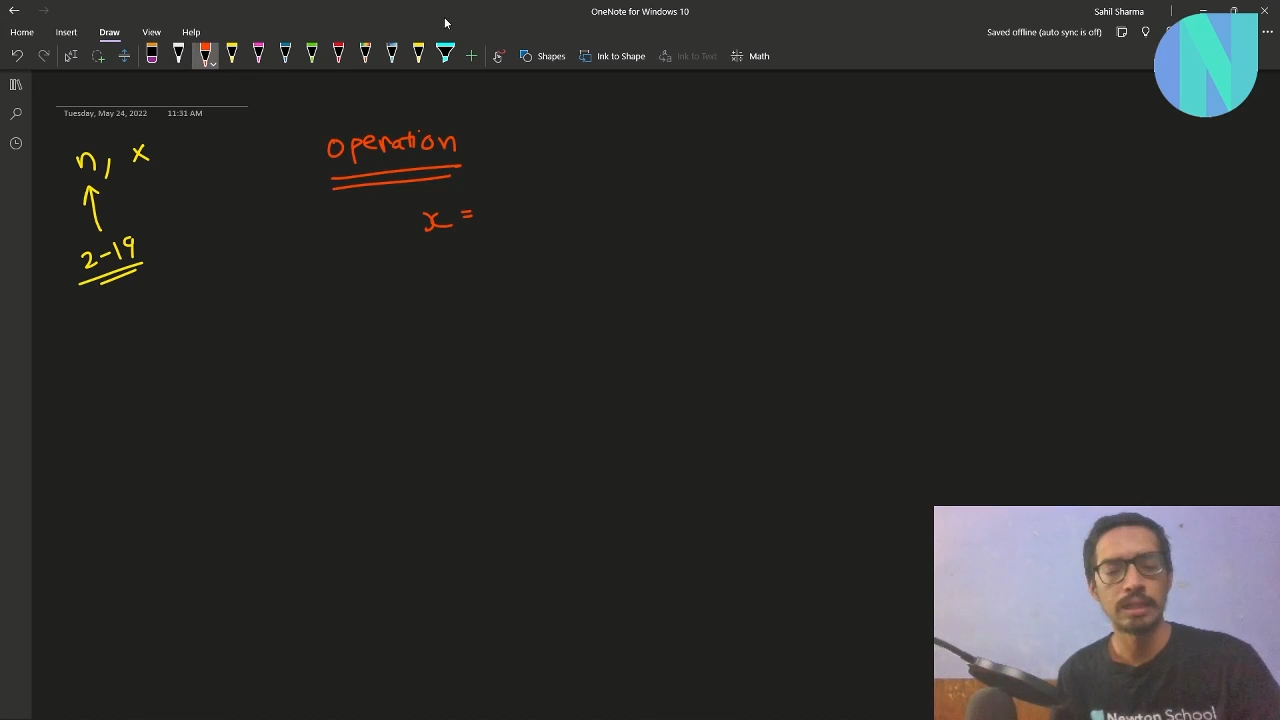 OneNote for Windows 10
Sahil Sharma
Home Insert Draw View Help
Saved offline (auto sync is off)
Shapes Ink to Shape Ink to Text Math
Tuesday, May 24, 2022 11:31 AM
n, x
2-19
operation
x =
Newton School